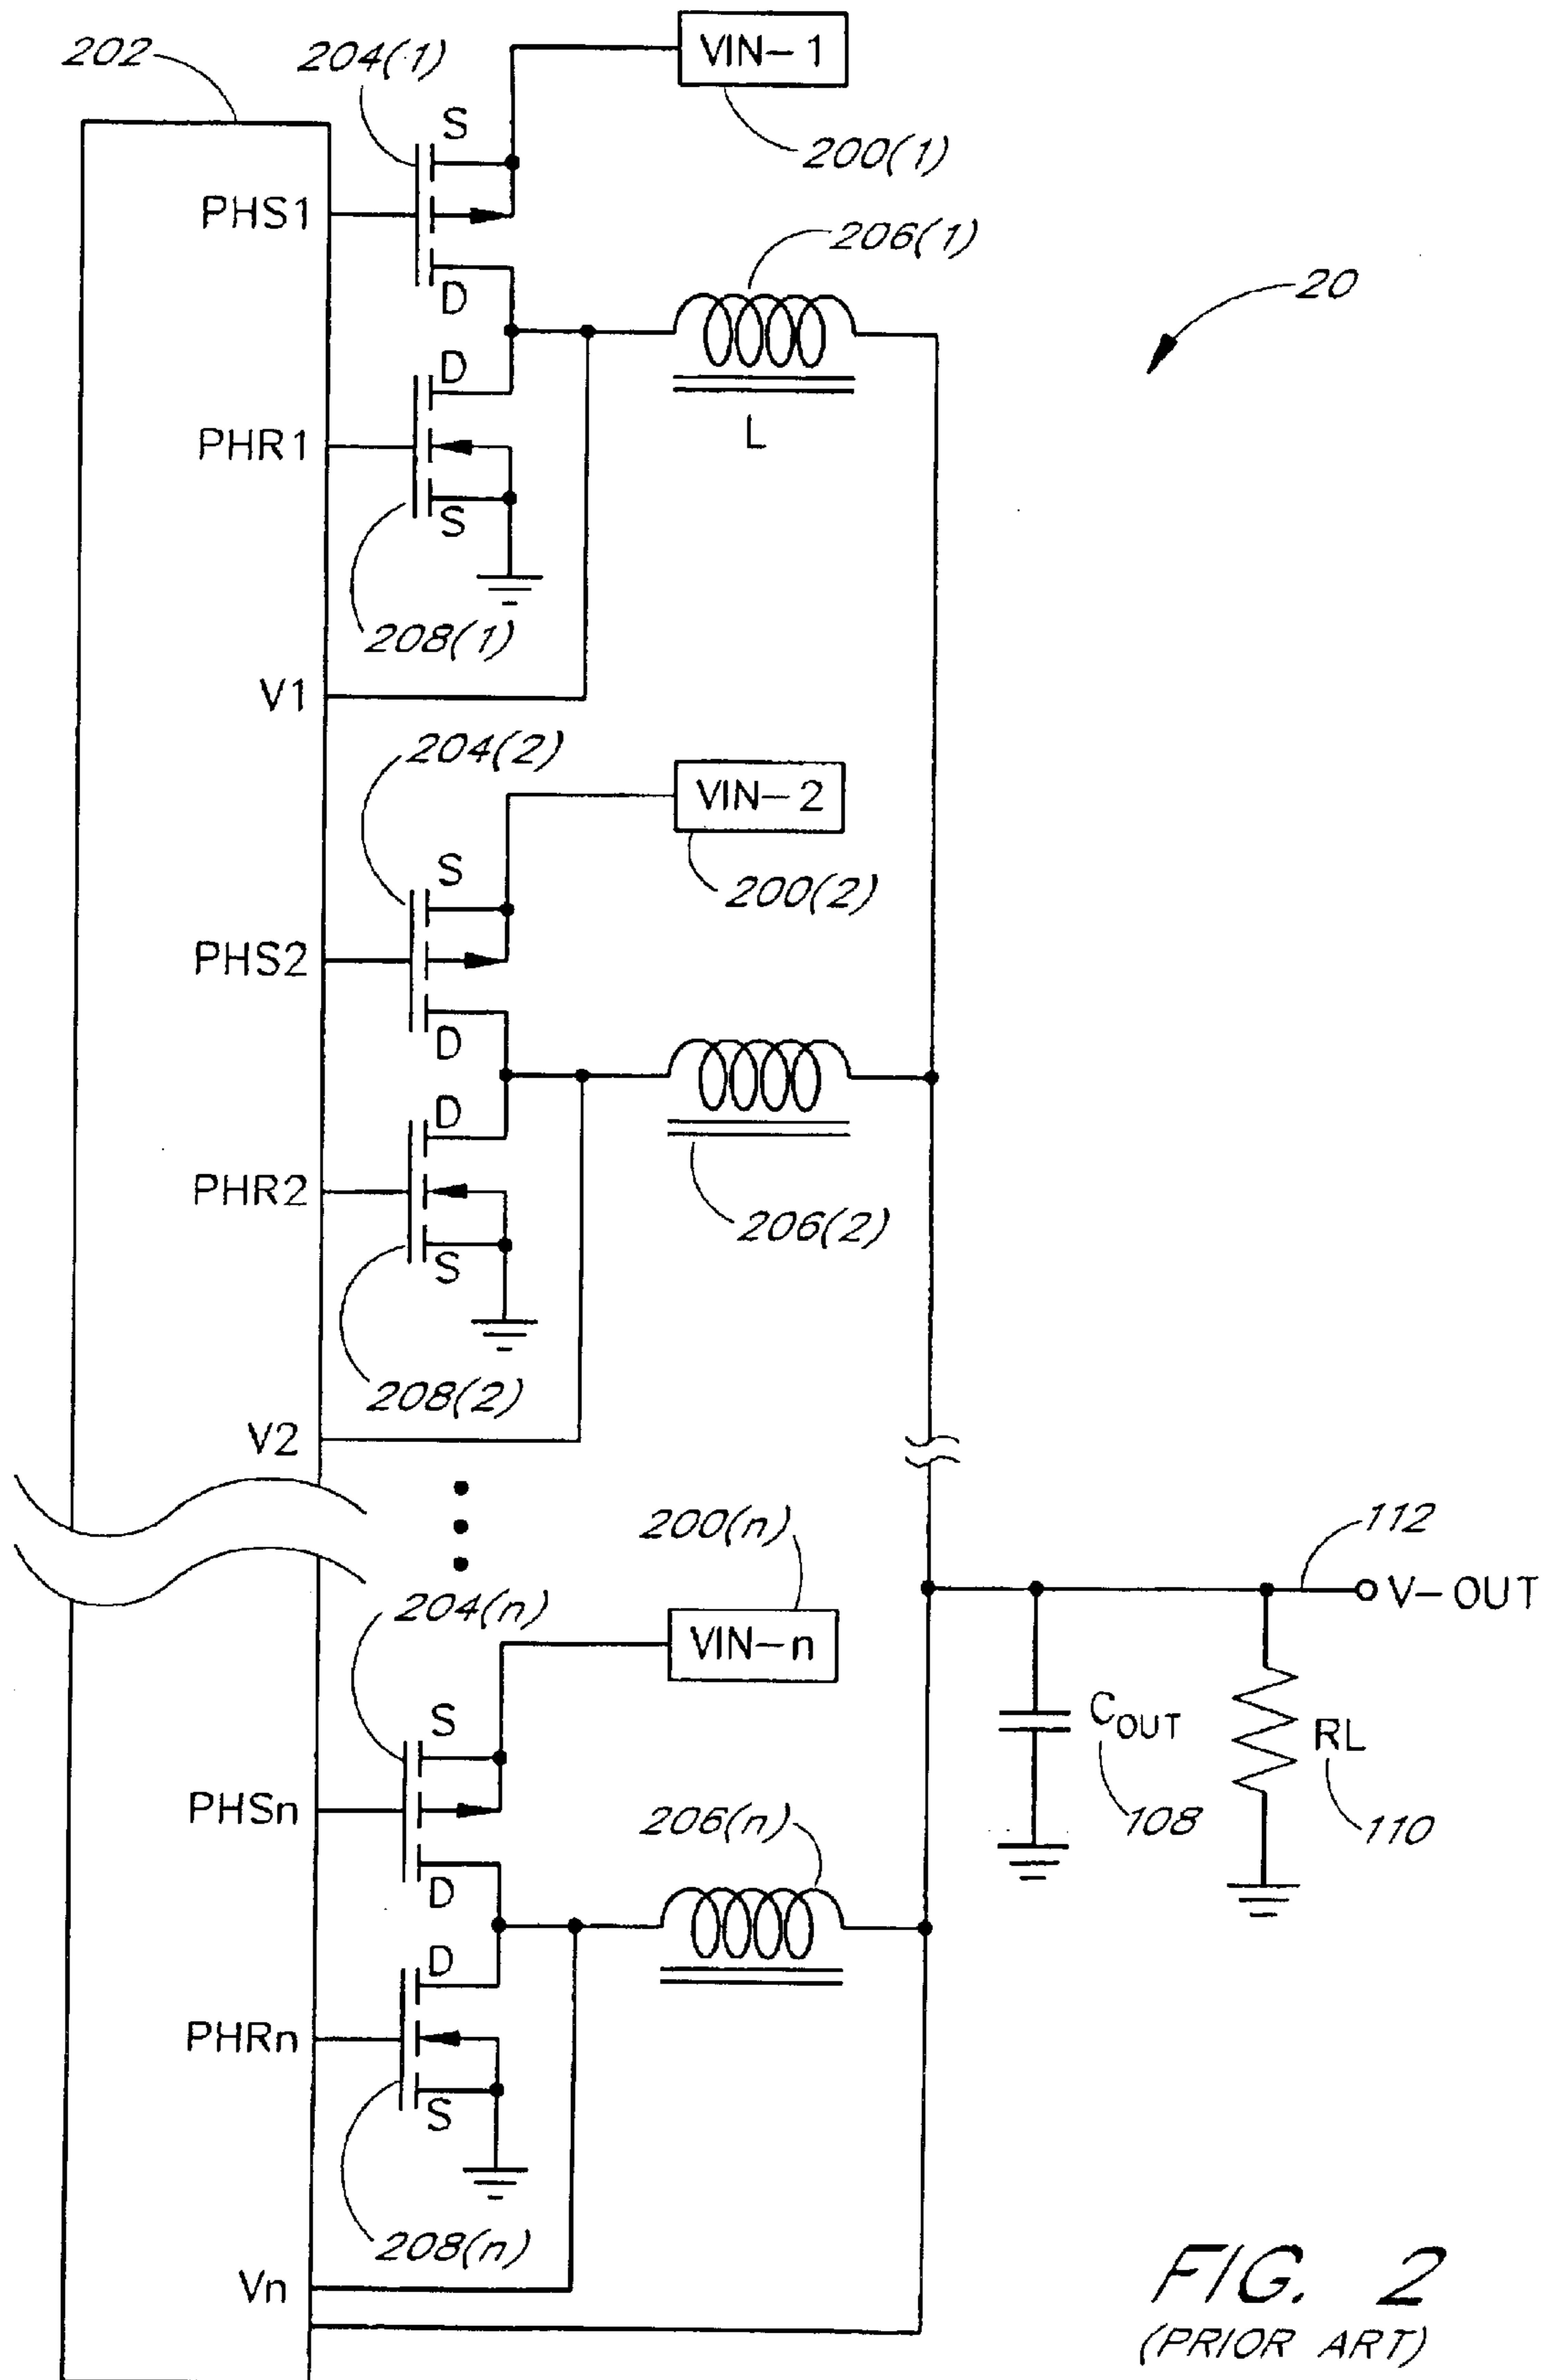 202
204(1)
VIN-1
S
200(1)
PHS1
206(1)
20
D
D
PHR1
L
S
208(1)
V1
204(2)
VIN-2
S
200(2)
PHS2
D
D
PHR2
206(2)
S
208(2)
V2
200(n)
112
V-OUT
204(n)
VIN-n
S
COUT
RL
PHSn
206(n)
108
110
D
D
PHRn
S
208(n)
Vn
FIG. 2
(PRIOR ART)